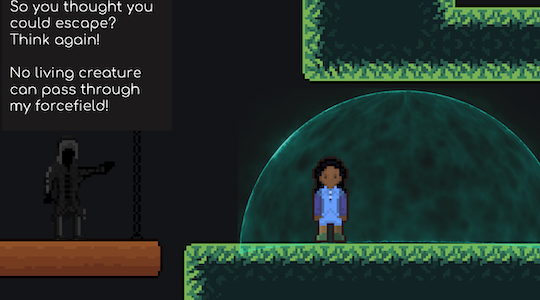 So you thought you
could escape?
Think again!
No living creature
can pass through
my forcefield!